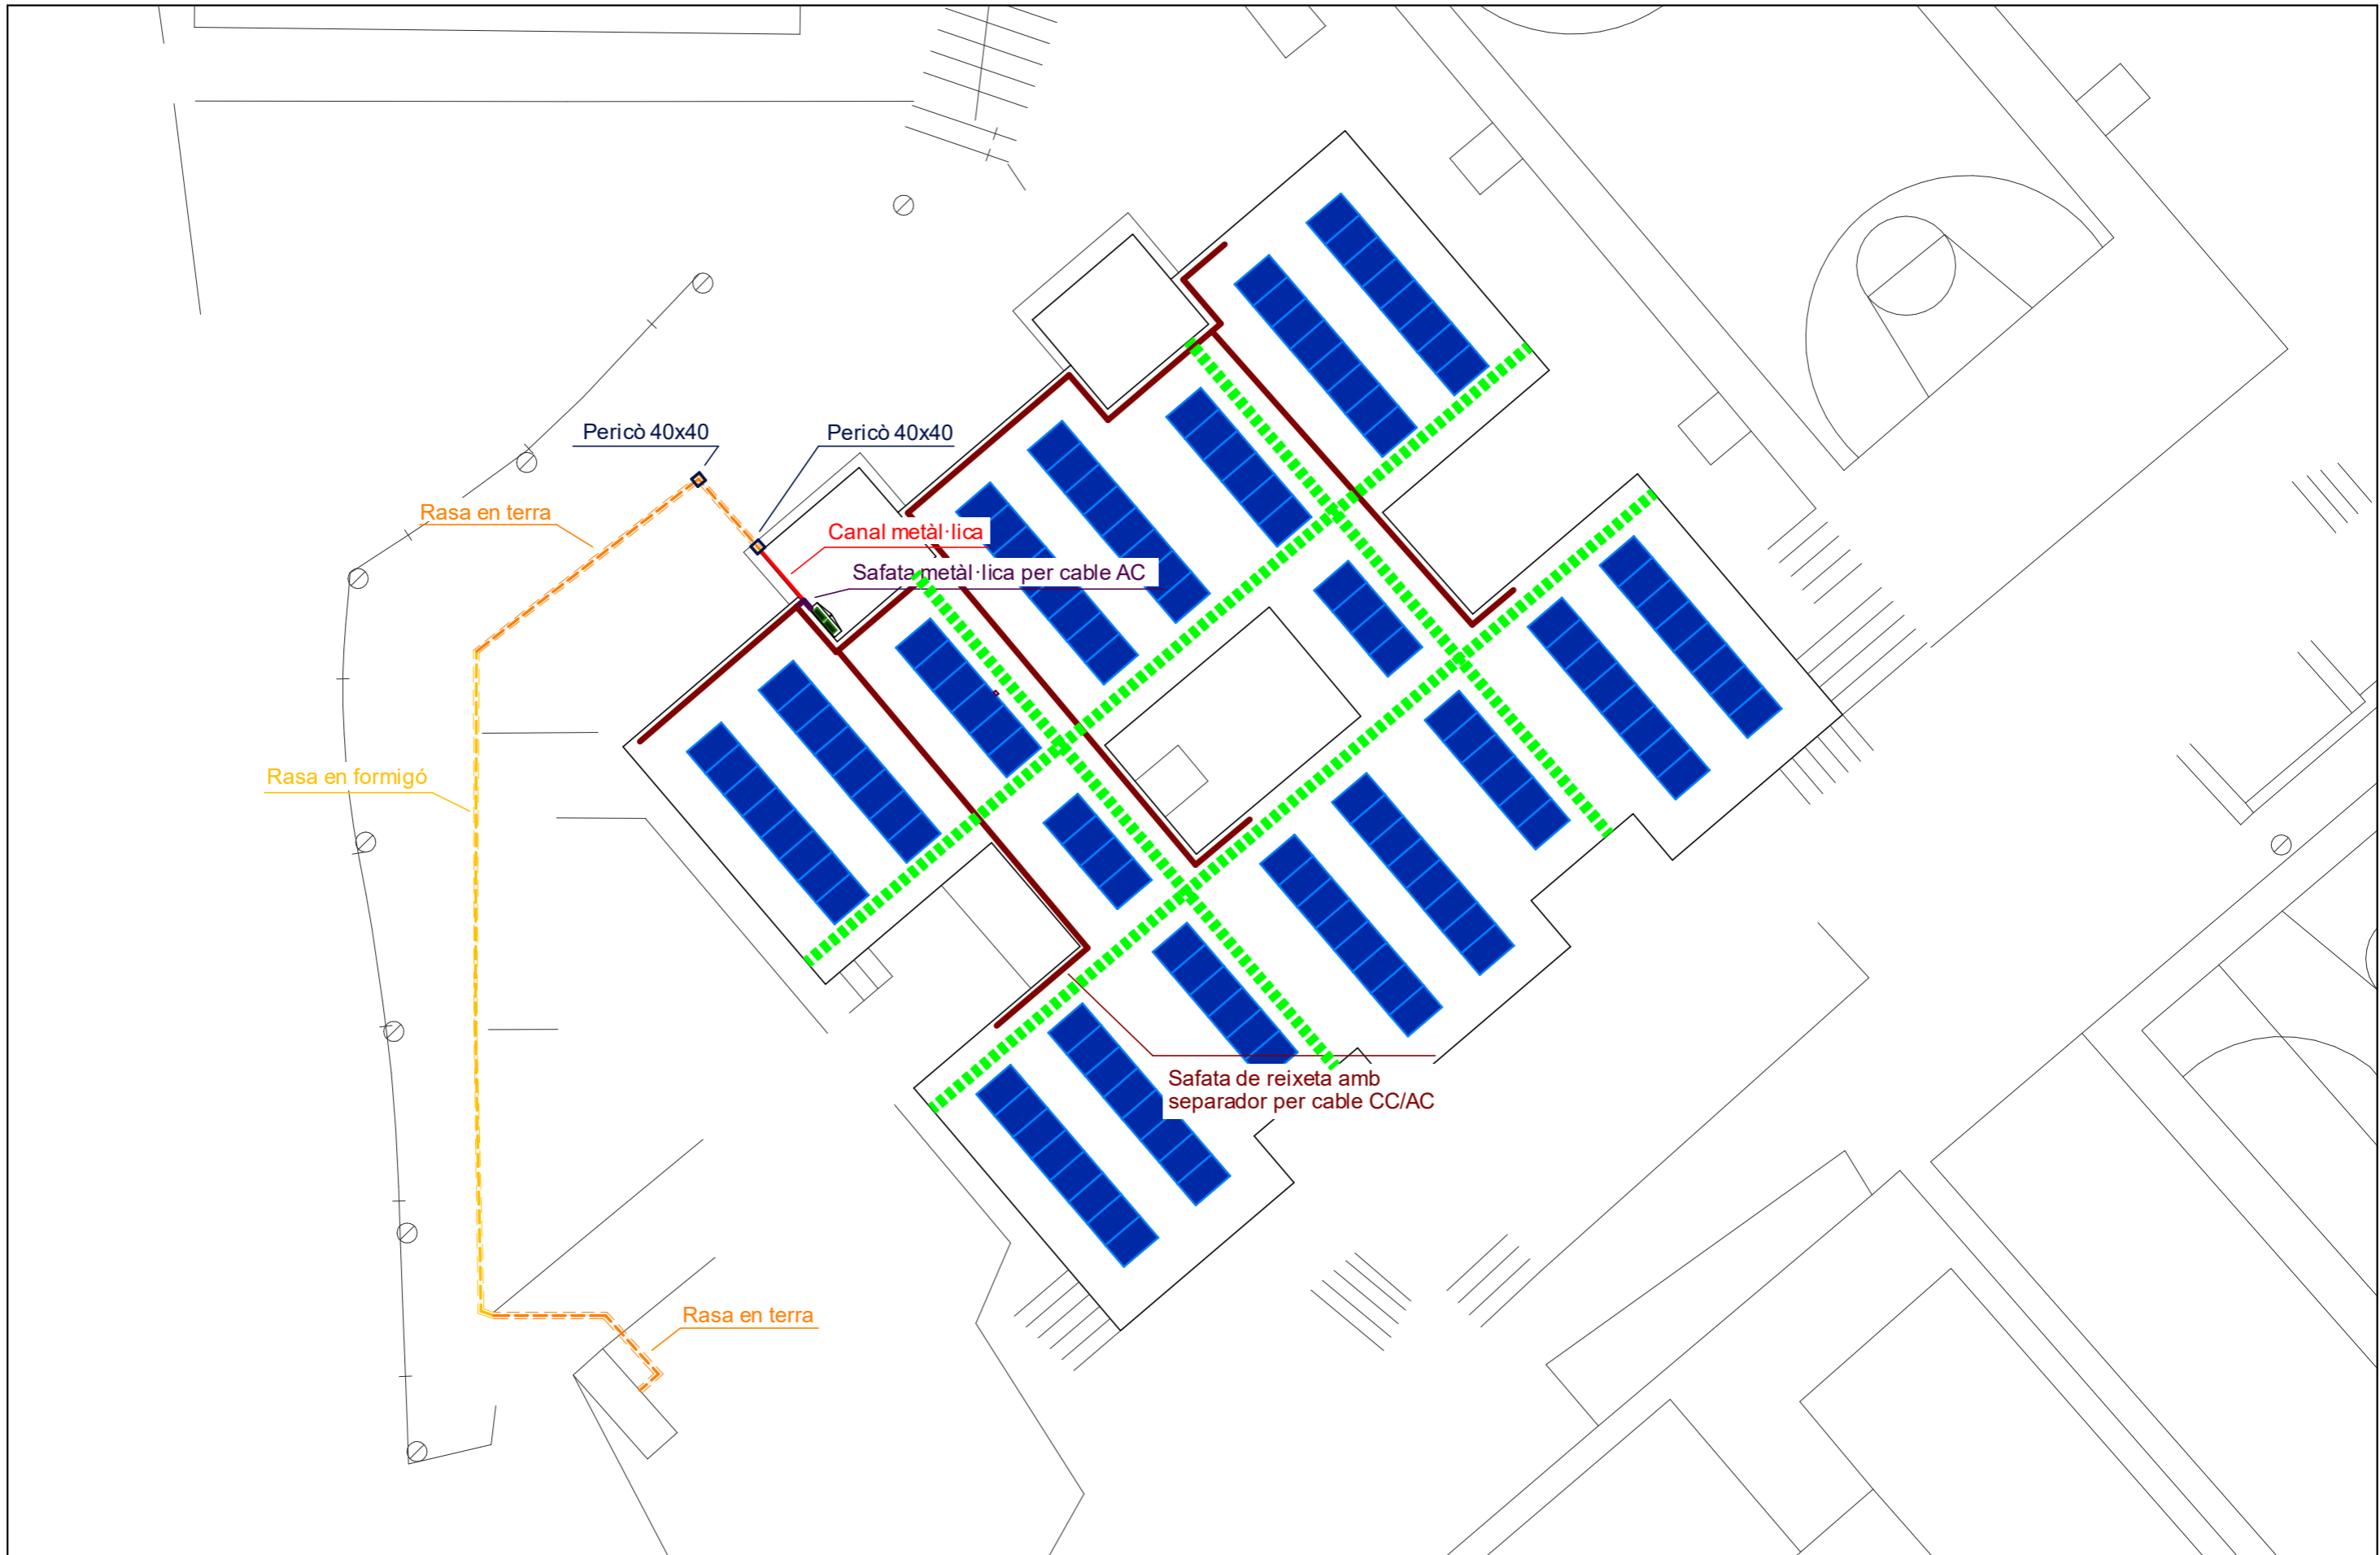 Pericò 40x40
Pericò 40x40
Rasa en terra
Canal metàl·lica
Safata metàl·lica per cable AC
Rasa en formigó
Safata de reixeta amb
separador per cable CC/AC
Rasa en terra